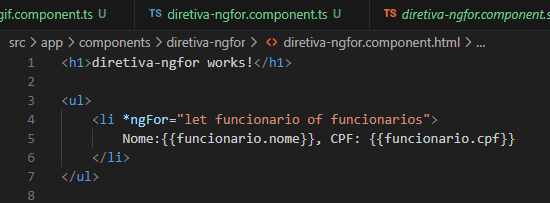 gif.component.ts U TS diretiva-ngfor.component.ts U TS diretiva-ngfor.component.s
src > app > components > diretiva-ngfor > <> diretiva-ngfor.component.html > ...
1 <h1>diretiva-ngfor works!</h1>
2
3 <ul>
4 <li *ngFor="let funcionario of funcionarios">
5 Nome:{{funcionario.nome}}, CPF: {{funcionario.cpf}}
6 </li>
7 </ul>
8